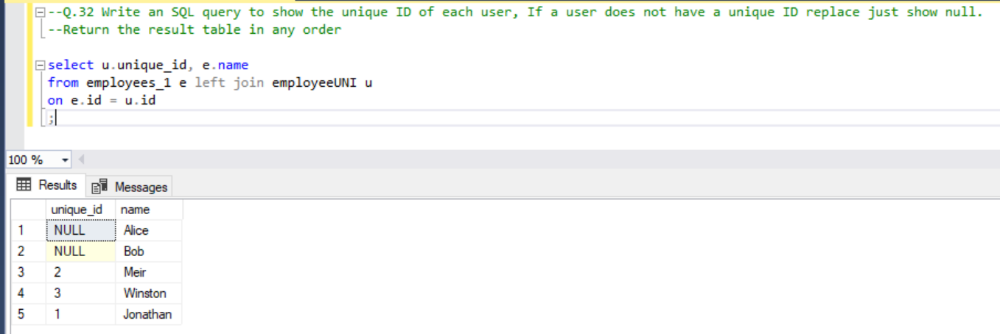 --Q.32 Write an SQL query to show the unique ID of each user, If a user does not have a unique ID replace just show null.
--Return the result table in any order
select u.unique_id, e.name
from employees_1 e left join employeeUNI u
on e.id = u.id
;
100 %
Results Messages
unique_id name
1 NULL Alice
2 NULL Bob
3 2 Meir
4 3 Winston
5 1 Jonathan